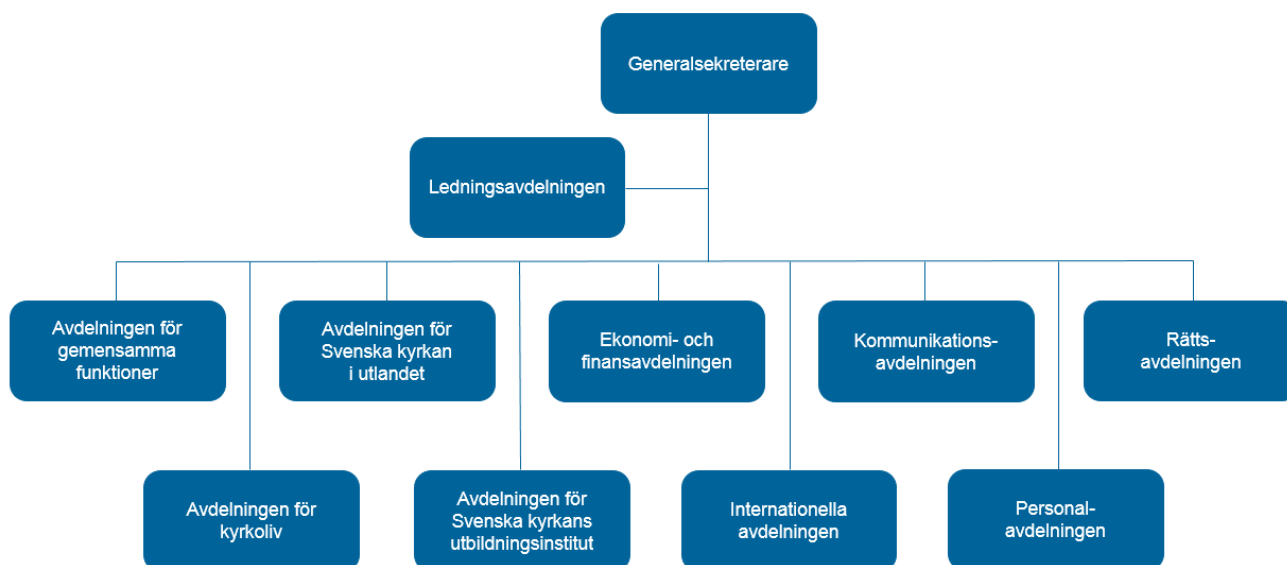 Generalsekreterare
Ledningsavdelningen
Avdelningen för
gemensamma
funktioner
Avdelningen för
Svenska kyrkan
i utlandet
Ekonomi- och
finansavdelningen
Kommunikations-
avdelningen
Rätts-
avdelningen
Avdelningen för
kyrkoliv
Avdelningen för
Svenska kyrkans
utbildningsinstitut
Internationella
avdelningen
Personal-
avdelningen